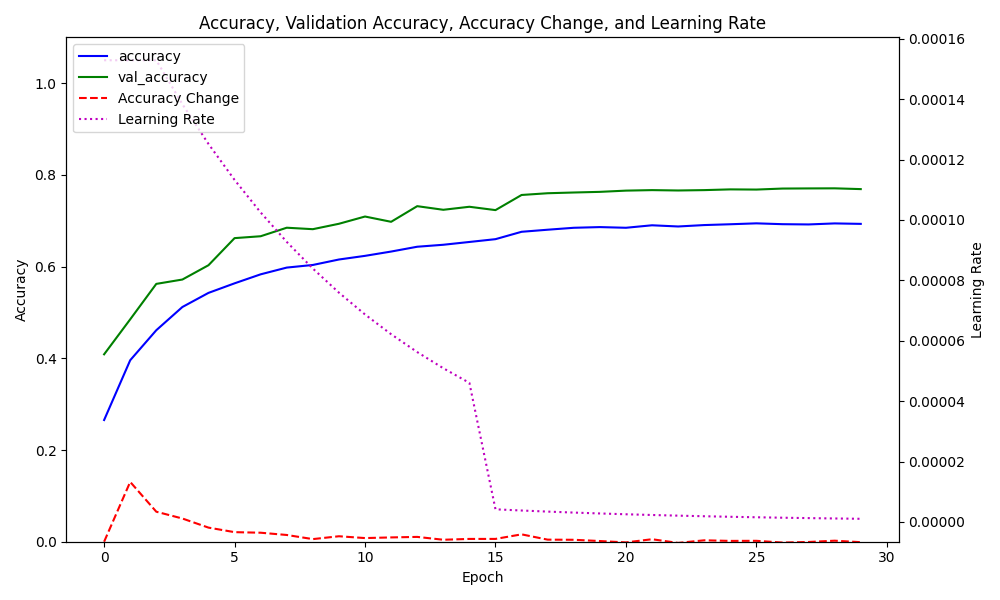 Accuracy, Validation Accuracy, Accuracy Change, and Learning Rate
accuracy
val_accuracy
Accuracy Change
Learning Rate
1.0
0.8
0.6
0.4
0.2
0.0
Accuracy
0
5
10
15
20
25
30
Epoch
0.00016
0.00014
0.00012
0.00010
0.00008
0.00006
0.00004
0.00002
0.00000
Learning Rate